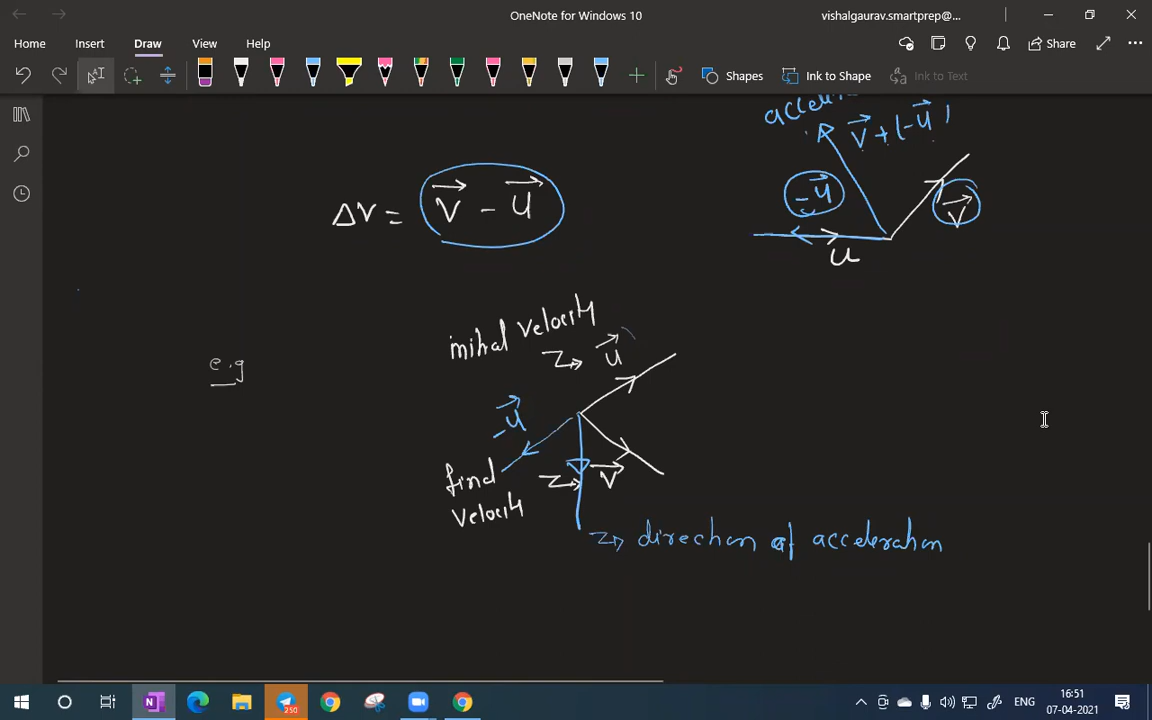 OneNote for Windows 10
vishalgaurav.smartprep@...
Home Insert Draw View Help
Share
Shapes
Ink to Shape
Ink to Text
V + (-u)
ΔV = V - u
-u
V
u
initial velocity
u
e.g
-u
final
velocity
V
direction of acceleration
250
ENG
16:51
07-04-2021